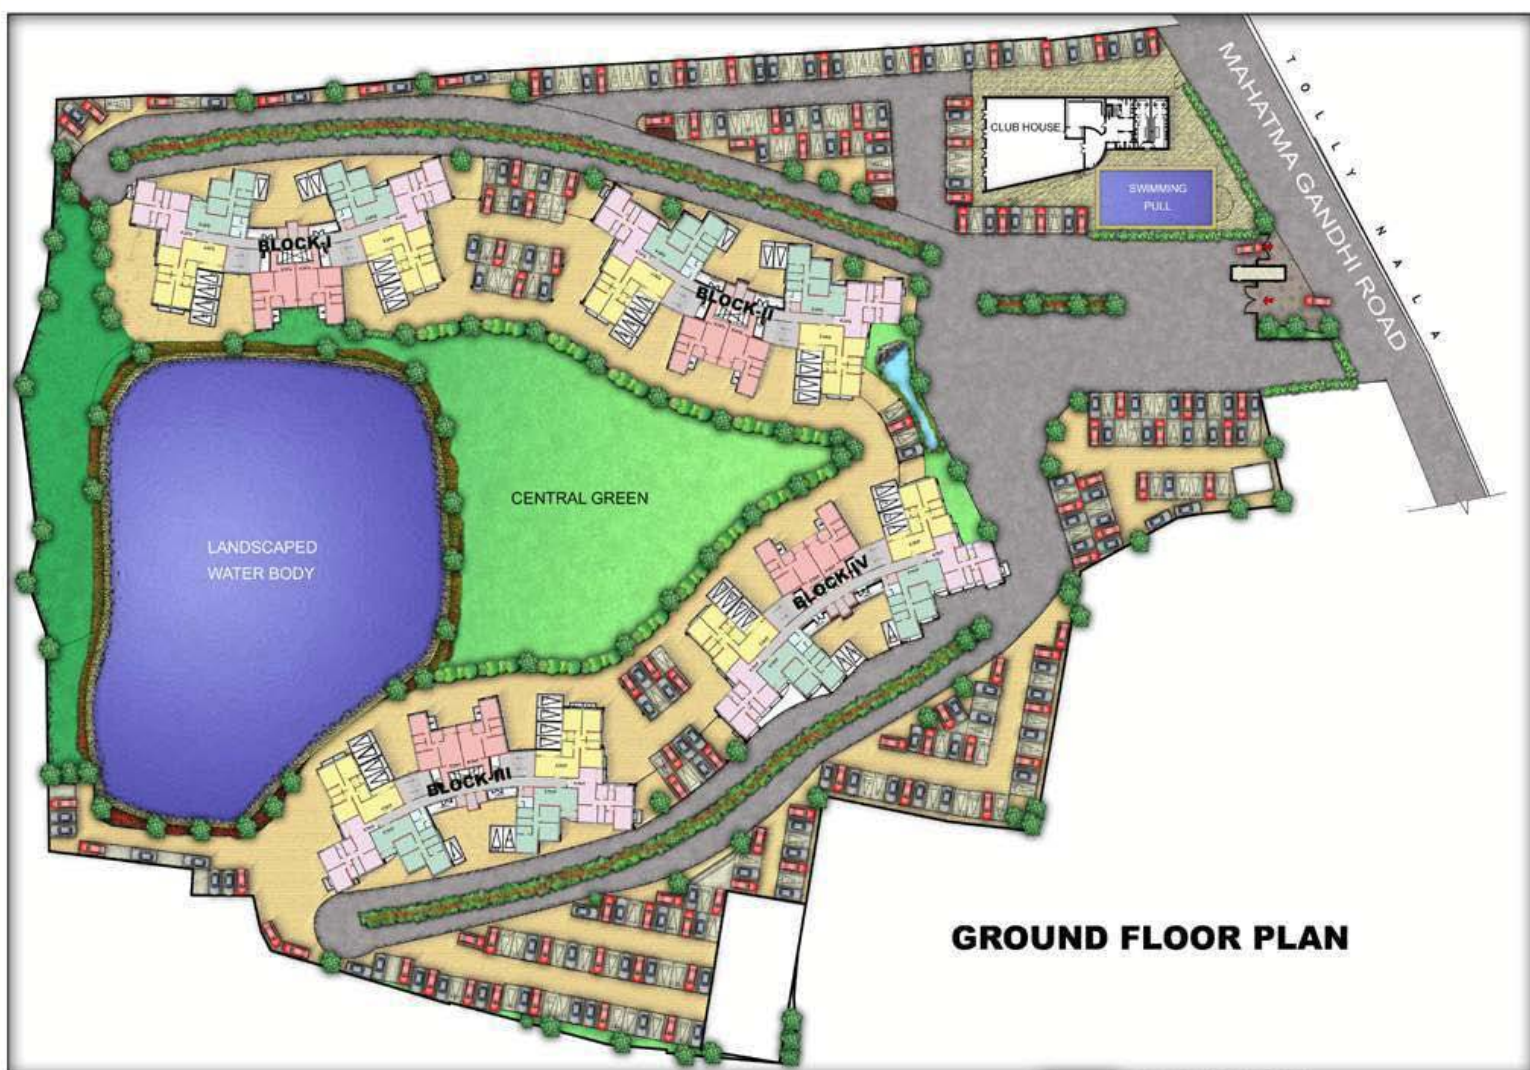 TOLLY NALA
MAHATMA GANDHI ROAD
CLUB HOUSE
SWIMMING
PULL
BLOCK-I
BLOCK-II
CENTRAL GREEN
LANDSCAPED
WATER BODY
BLOCK-IV
BLOCK-III
GROUND FLOOR PLAN